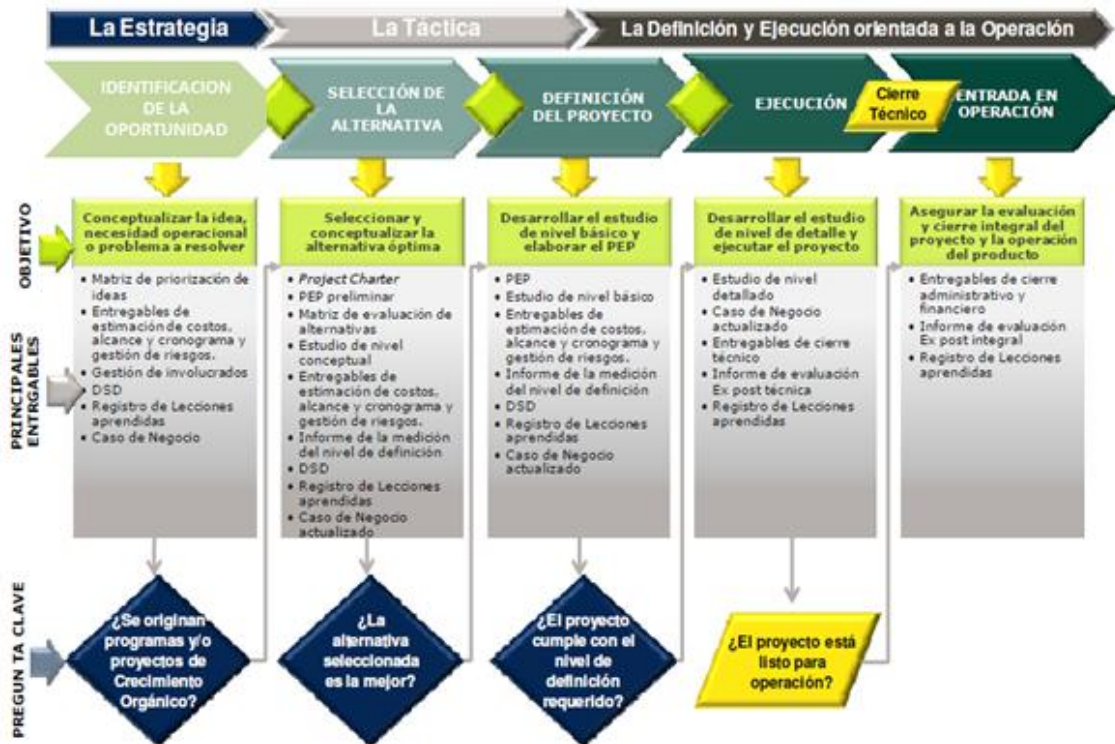 La Estrategia
La Táctica
La Definición y Ejecución orientada a la Operación
IDENTIFICACION
DE LA
OPORTUNIDAD
SELECCIÓN DE
LA
ALTERNATIVA
DEFINICIÓN
DEL PROYECTO
EJECUCIÓN
Cierre
Técnico
ENTRADA EN
OPERACIÓN
OBJETIVO
Conceptualizar la idea,
necesidad operacional
o problema a resolver
Seleccionar y
conceptualizar la
alternativa óptima
Desarrollar el estudio
de nivel básico y
elaborar el PEP
Desarrollar el estudio
de nivel de detalle y
ejecutar el proyecto
Asegurar la evaluación
y cierre integral del
proyecto y la operación
del producto
PRINCIPALES
ENTRGABLES
• Matriz de priorización de
ideas
• Entregables de
estimación de costos,
alcance y cronograma y
gestión de riesgos.
• Gestión de involucrados
• DSD
• Registro de Lecciones
aprendidas
• Caso de Negocio
• Project Charter
• PEP preliminar
• Matriz de evaluación de
alternativas
• Estudio de nivel
conceptual
• Entregables de
estimación de costos,
alcance y cronograma y
gestión de riesgos.
• Informe de la medición
del nivel de definición
• DSD
• Registro de Lecciones
aprendidas
• Caso de Negocio
actualizado
• PEP
• Estudio de nivel básico
• Entregables de
estimación de costos,
alcance y cronograma y
gestión de riesgos.
• Informe de la medición
del nivel de definición
• DSD
• Registro de Lecciones
aprendidas
• Caso de Negocio
actualizado
• Estudio de nivel
detallado
• Caso de Negocio
actualizado
• Entregables de cierre
técnico
• Informe de evaluación
Ex post técnica
• Registro de Lecciones
aprendidas
• Entregables de cierre
administrativo y
financiero
• Informe de evaluación
Ex post integral
• Registro de Lecciones
aprendidas
PREGUN TA CLAVE
¿Se originan
programas y/o
proyectos de
Crecimiento
Orgánico?
¿La
alternativa
seleccionada
es la mejor?
¿El proyecto
cumple con el
nivel de
definición
requerido?
¿El proyecto está
listo para
operación?